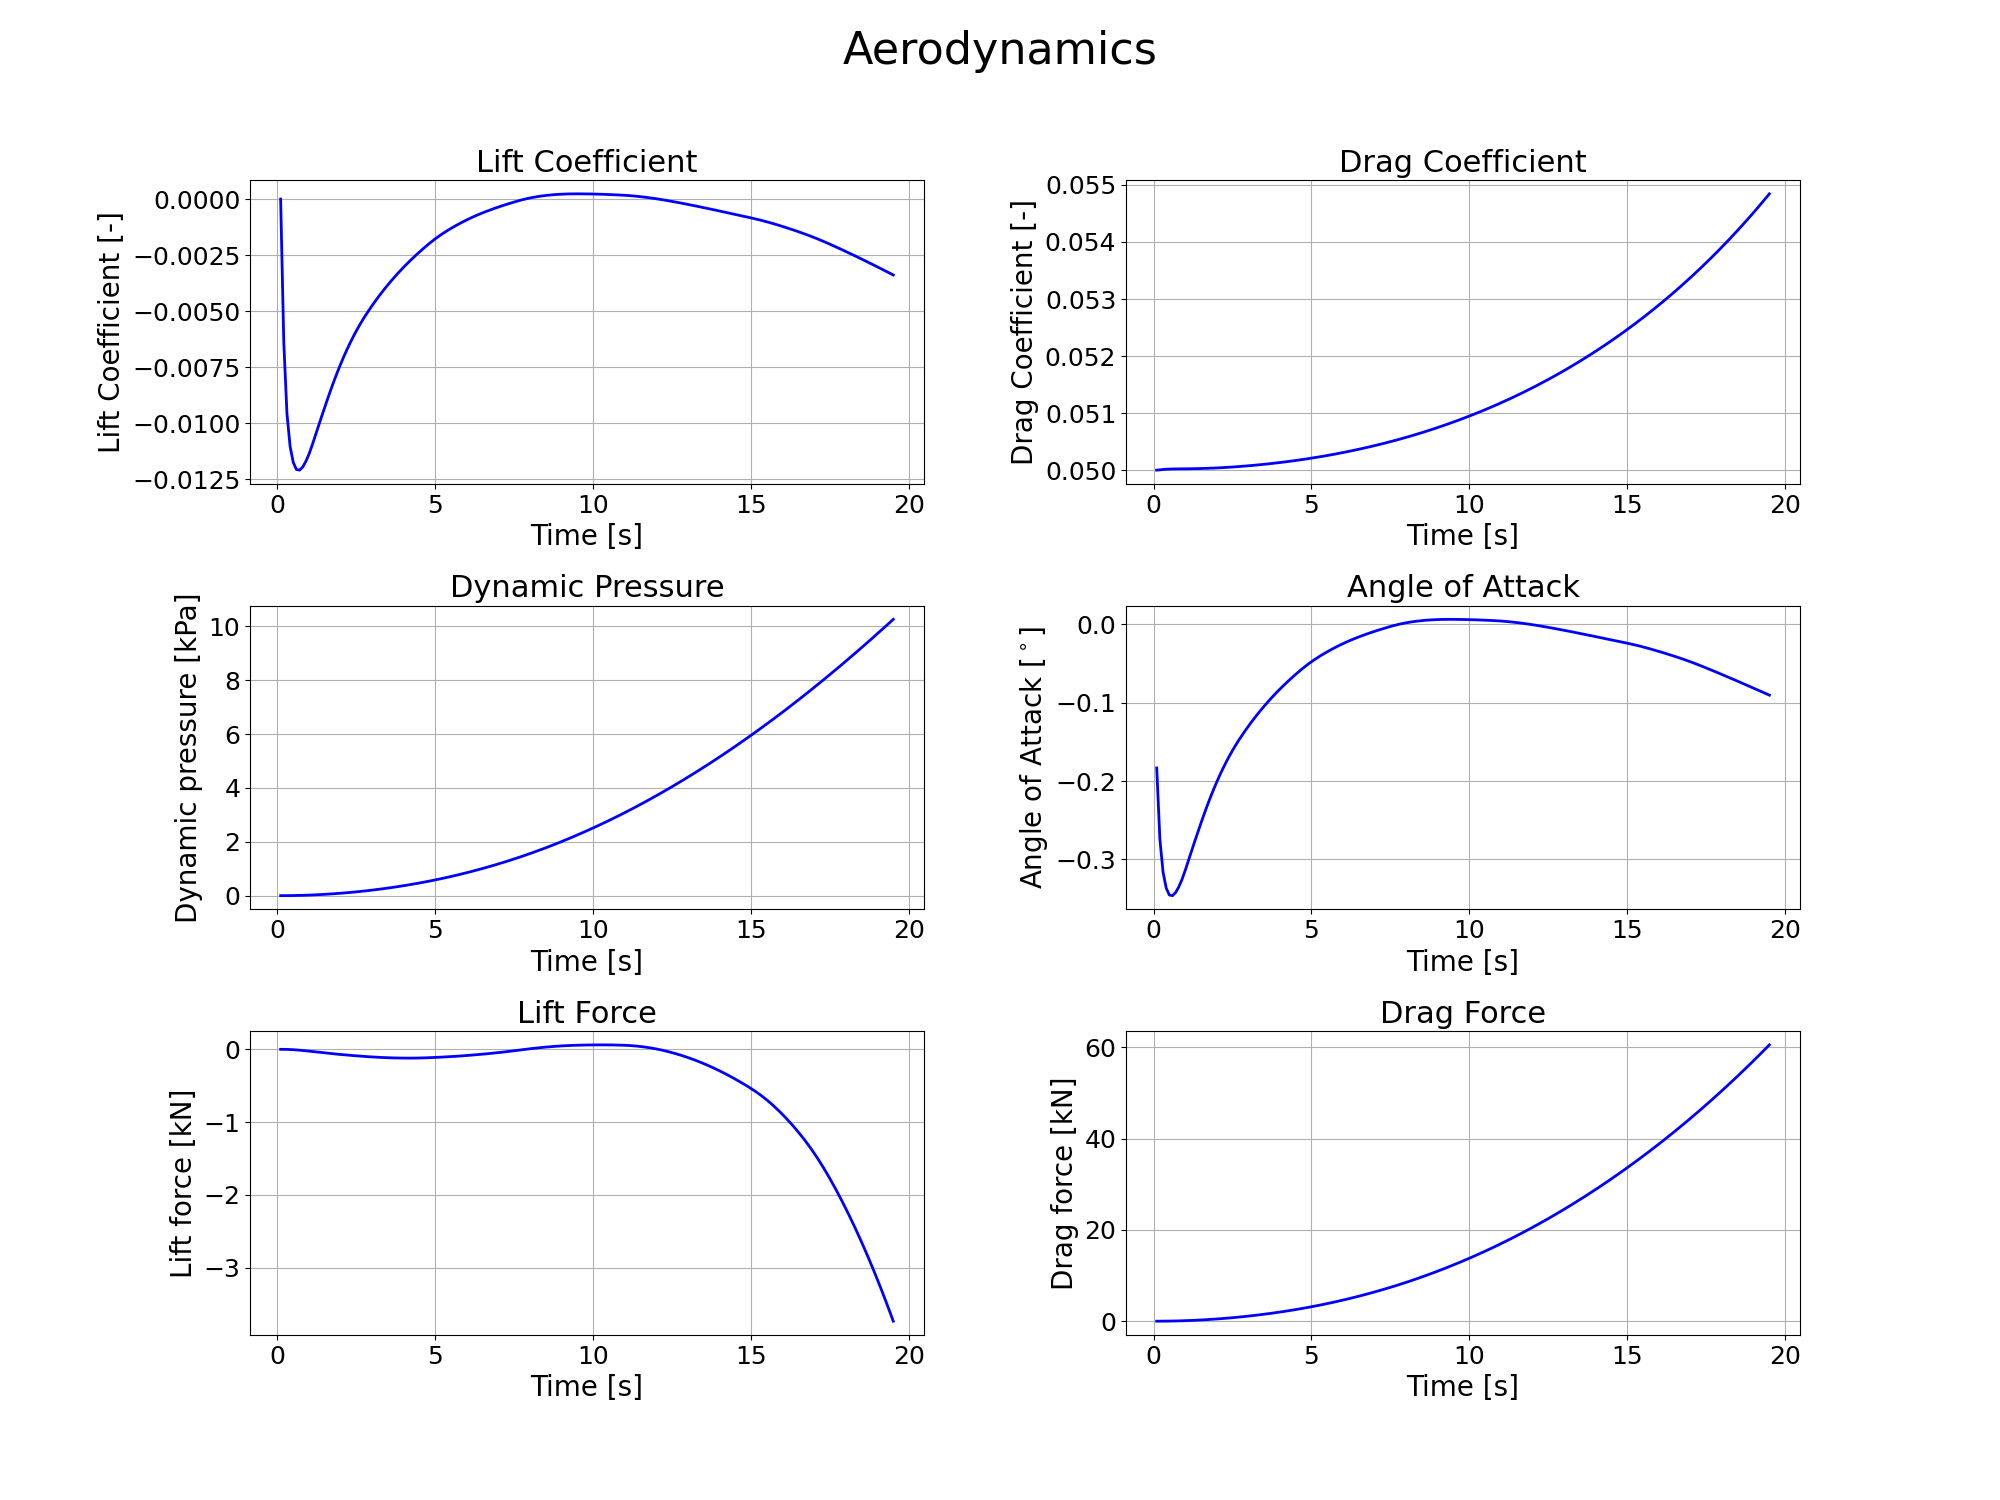 Aerodynamics
Lift Coefficient
Lift Coefficient [-]
0.0000
−0.0025
−0.0050
−0.0075
−0.0100
−0.0125
0 5 10 15 20
Time [s]
Drag Coefficient
Drag Coefficient [-]
0.055
0.054
0.053
0.052
0.051
0.050
0 5 10 15 20
Time [s]
Dynamic Pressure
Dynamic pressure [kPa]
10
8
6
4
2
0
0 5 10 15 20
Time [s]
Angle of Attack
Angle of Attack [°]
0.0
−0.1
−0.2
−0.3
0 5 10 15 20
Time [s]
Lift Force
Lift force [kN]
0
−1
−2
−3
0 5 10 15 20
Time [s]
Drag Force
Drag force [kN]
60
40
20
0
0 5 10 15 20
Time [s]